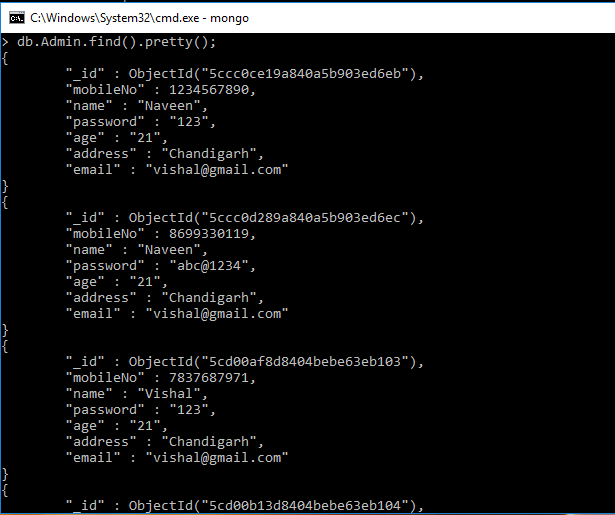 C:\Windows\System32\cmd.exe - mongo
> db.Admin.find().pretty();
{
"_id" : ObjectId("5ccc0ce19a840a5b903ed6eb"),
"mobileNo" : 1234567890,
"name" : "Naveen",
"password" : "123",
"age" : "21",
"address" : "Chandigarh",
"email" : "vishal@gmail.com"
}
{
"_id" : ObjectId("5ccc0d289a840a5b903ed6ec"),
"mobileNo" : 8699330119,
"name" : "Naveen",
"password" : "abc@1234",
"age" : "21",
"address" : "Chandigarh",
"email" : "vishal@gmail.com"
}
{
"_id" : ObjectId("5cd00af8d8404bebe63eb103"),
"mobileNo" : 7837687971,
"name" : "Vishal",
"password" : "123",
"age" : "21",
"address" : "Chandigarh",
"email" : "vishal@gmail.com"
}
{
"_id" : ObjectId("5cd00b13d8404bebe63eb104"),